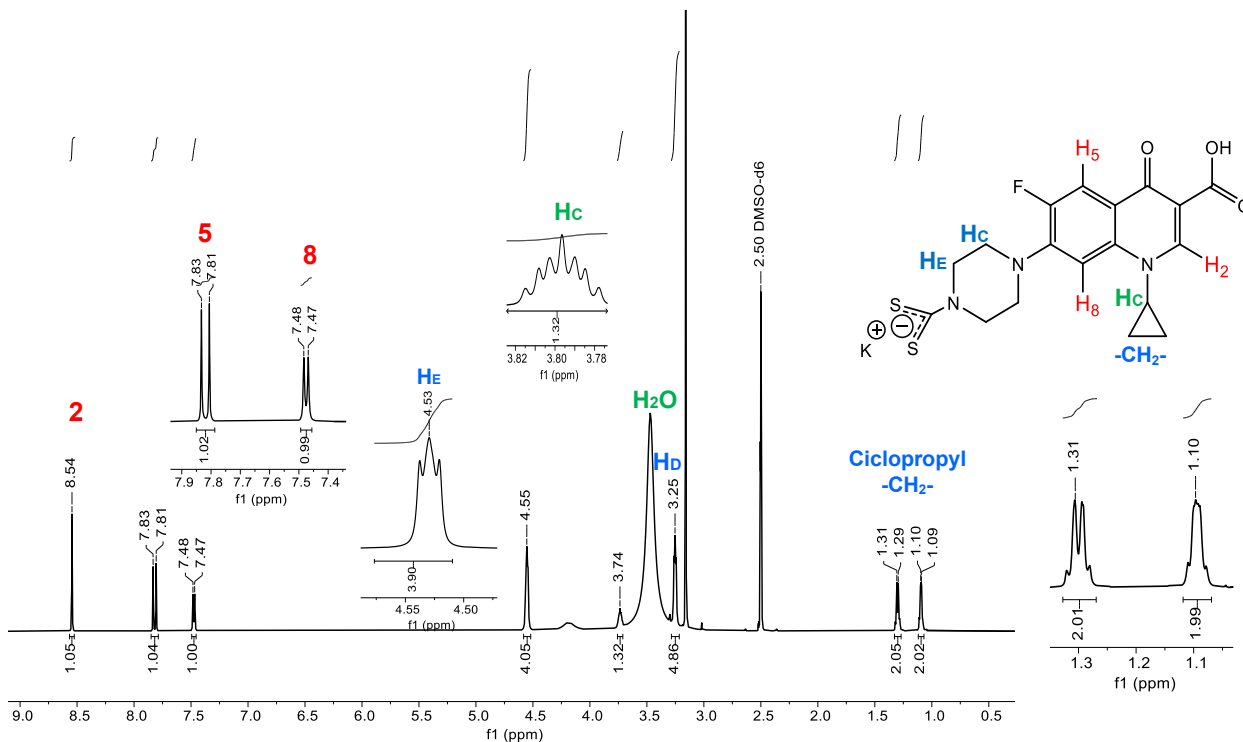 5
7.83
7.81
8
7.48
7.47
1.02
0.99
7.9 7.8 7.7 7.6 7.5 7.4
f1 (ppm)
Hc
1.32
3.82 3.80 3.78
f1 (ppm)
HE
4.53
3.90
4.55 4.50
f1 (ppm)
2
8.54
7.83
7.81
7.48
7.47
4.55
3.74
H2O
HD
3.25
2.50 DMSO-d6
Ciclopropyl
-CH2-
1.31
1.29
1.10
1.09
1.05
1.04
1.00
4.05
1.32
4.86
2.05
2.02
9.0 8.5 8.0 7.5 7.0 6.5 6.0 5.5 5.0 4.5 4.0 3.5 3.0 2.5 2.0 1.5 1.0 0.5
f1 (ppm)
H5
O
OH
F
O
Hc
HE
N
N
H2
S
N
Hc
H8
S
K
+
−
-CH2-
1.31
1.10
2.01
1.99
1.3 1.2 1.1
f1 (ppm)